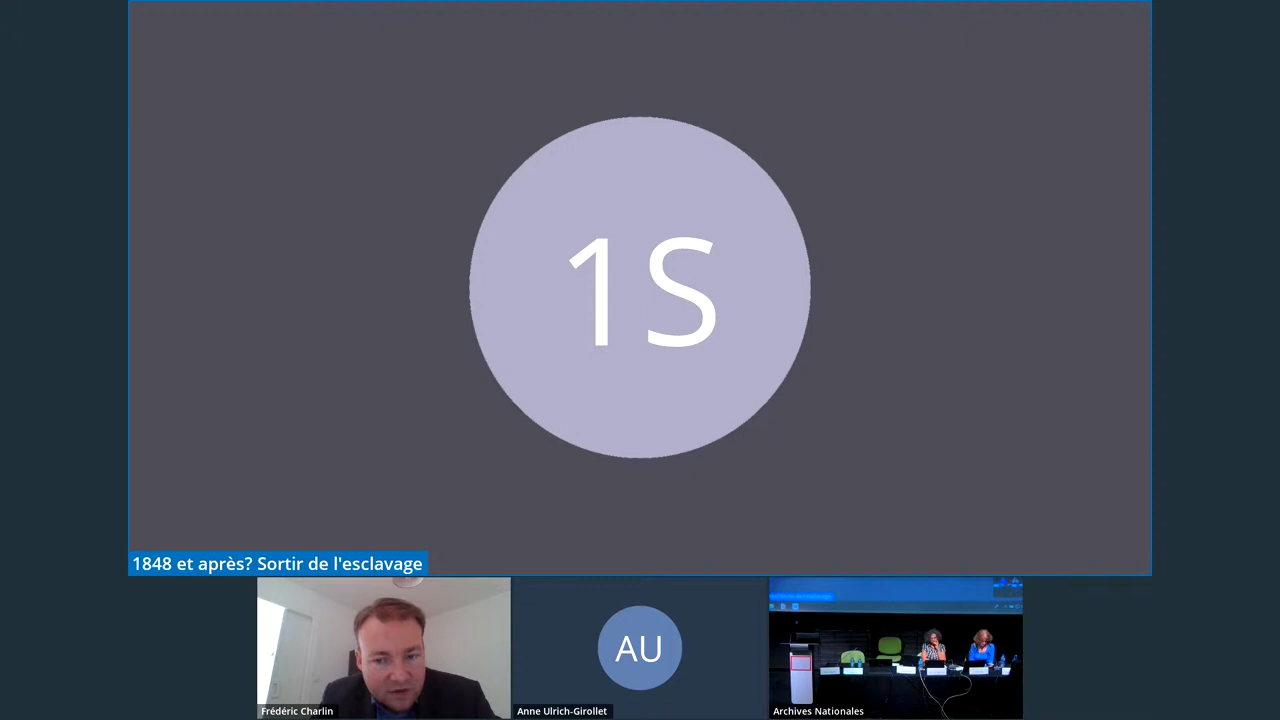 1S
1848 et après? Sortir de l'esclavage
AU
Frédéric Charlin
Anne Ulrich-Girollet
Archives Nationales